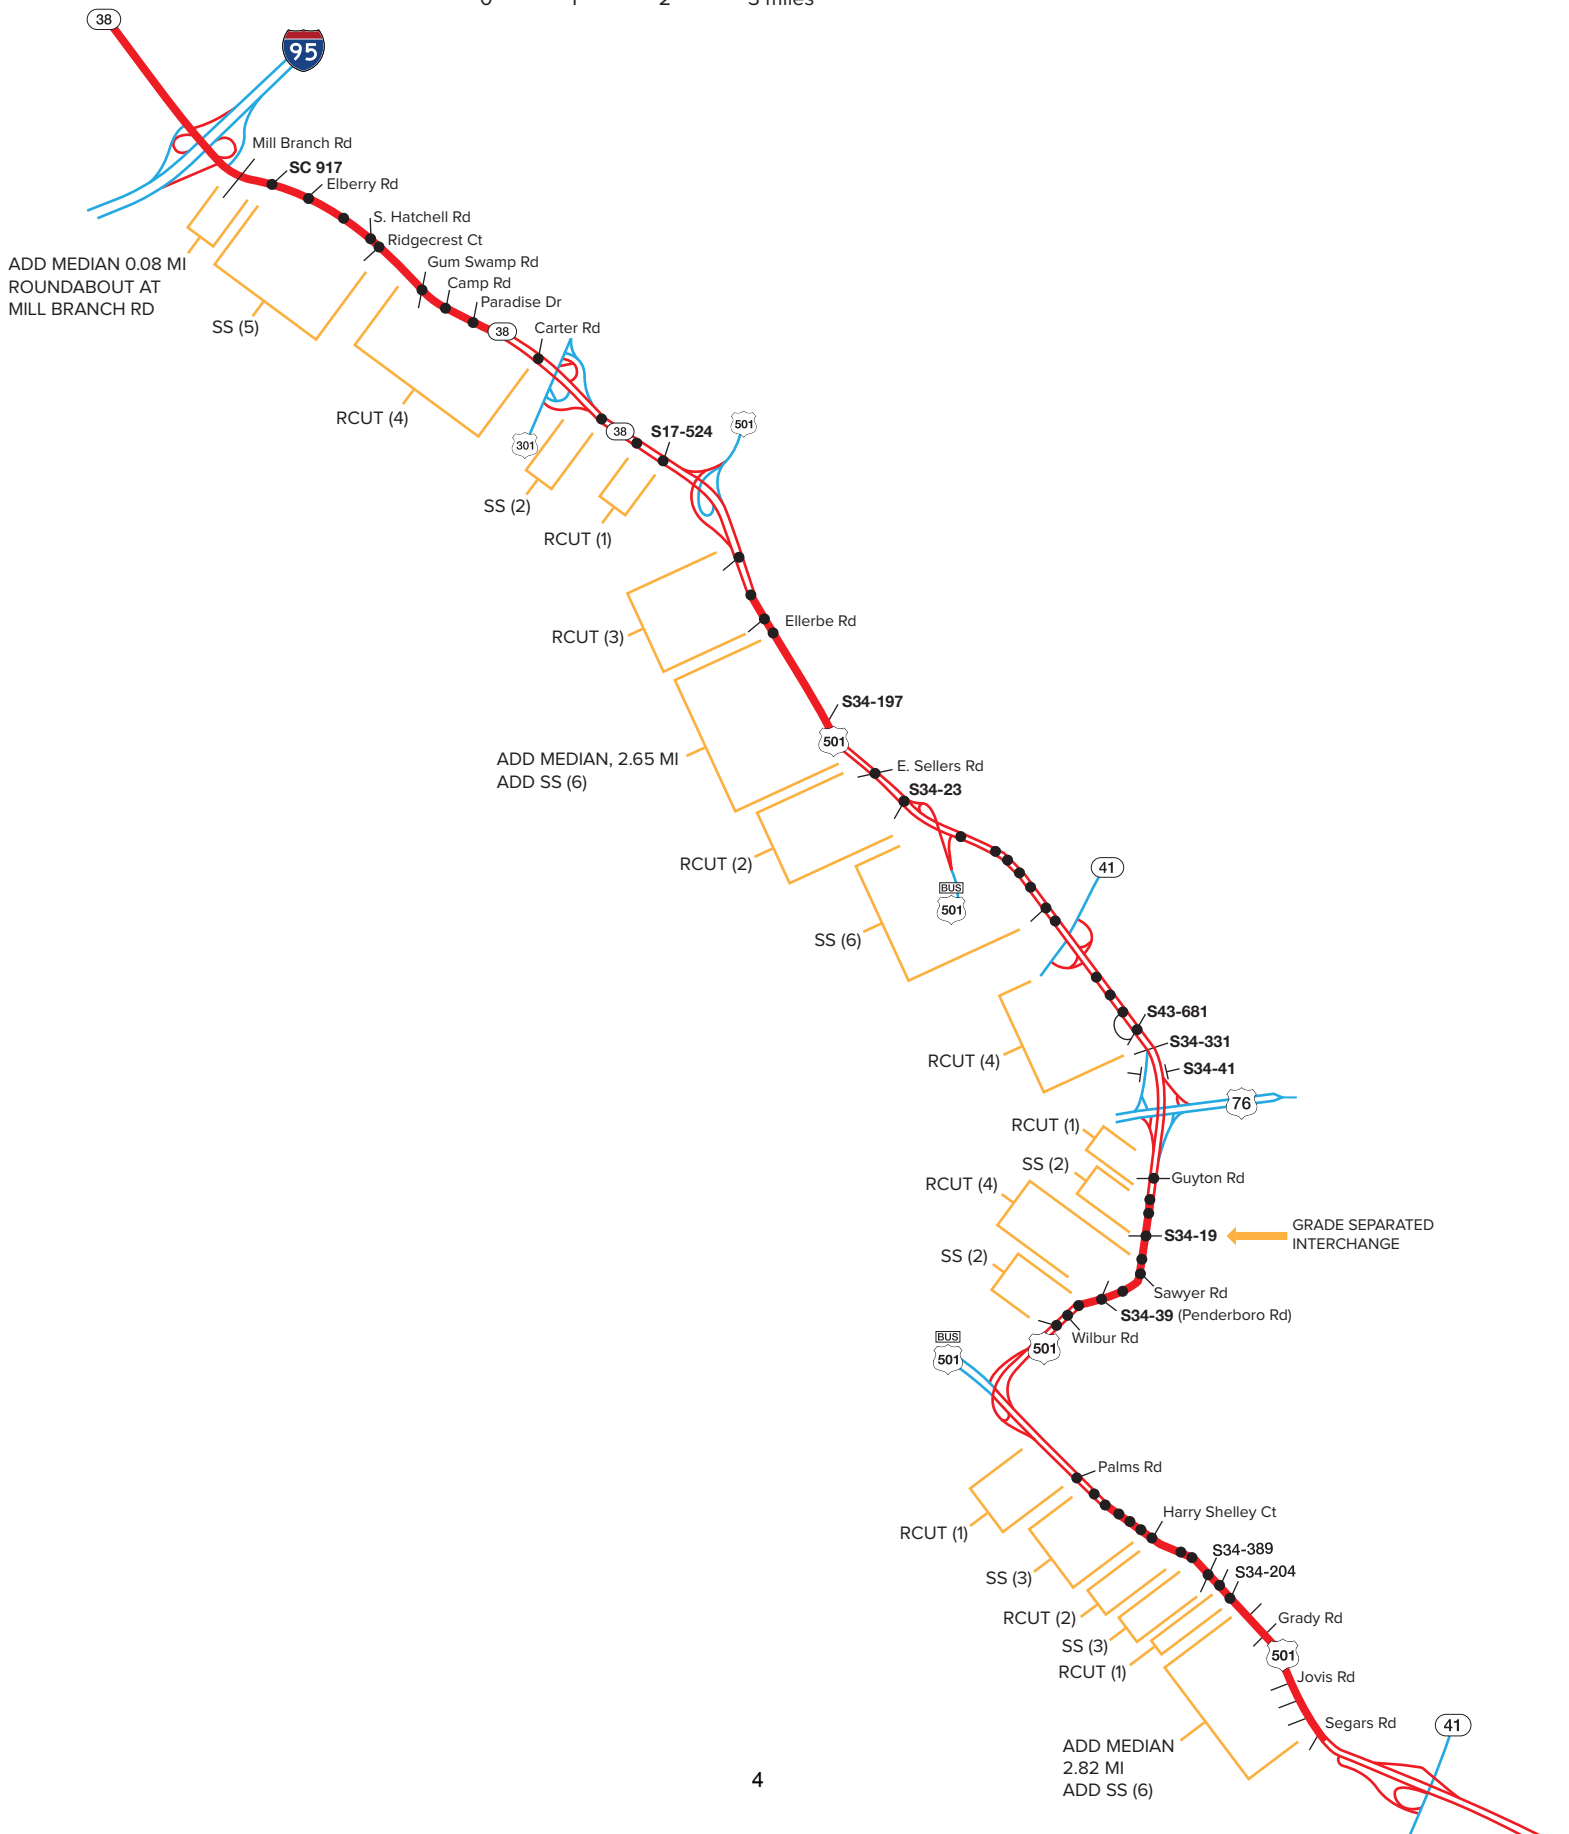 0 1 2 3 miles
38
95
Mill Branch Rd
SC 917
Elberry Rd
S. Hatchell Rd
Ridgecrest Ct
ADD MEDIAN 0.08 MI
ROUNDABOUT AT
MILL BRANCH RD
Gum Swamp Rd
Camp Rd
Paradise Dr
SS (5)
38
Carter Rd
RCUT (4)
301
38
S17-524
501
SS (2)
RCUT (1)
Ellerbe Rd
RCUT (3)
S34-197
501
ADD MEDIAN, 2.65 MI
ADD SS (6)
E. Sellers Rd
S34-23
RCUT (2)
41
BUS
501
SS (6)
S43-681
S34-331
RCUT (4)
S34-41
76
RCUT (1)
SS (2)
Guyton Rd
RCUT (4)
S34-19
GRADE SEPARATED
INTERCHANGE
SS (2)
Sawyer Rd
S34-39 (Penderboro Rd)
Wilbur Rd
BUS
501
501
Palms Rd
Harry Shelley Ct
RCUT (1)
S34-389
S34-204
SS (3)
RCUT (2)
Grady Rd
SS (3)
501
RCUT (1)
Jovis Rd
Segars Rd
41
ADD MEDIAN
2.82 MI
ADD SS (6)
4